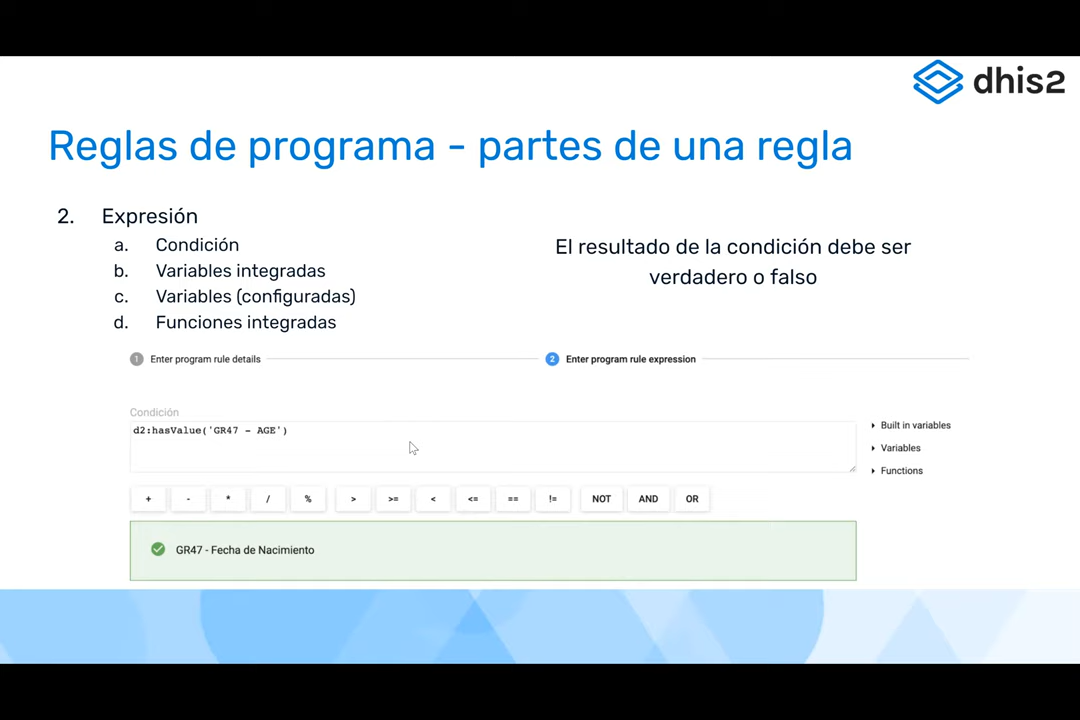 dhis2
Reglas de programa - partes de una regla
2. Expresión
a. Condición
b. Variables integradas
c. Variables (configuradas)
d. Funciones integradas
El resultado de la condición debe ser
verdadero o falso
1 Enter program rule details
2 Enter program rule expression
Condición
d2:hasValue('GR47 - AGE')
Built in variables
Variables
Functions
+ - * / % > >= < <= == != NOT AND OR
GR47 - Fecha de Nacimiento